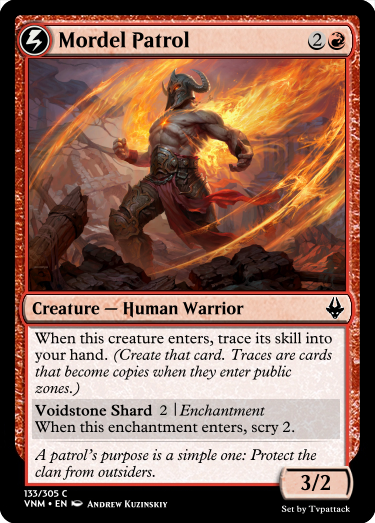 Mordel Patrol 2
Creature — Human Warrior
When this creature enters, trace its skill into
your hand. (Create that card. Traces are cards
that become copies when they enter public
zones.)
Voidstone Shard 2 | Enchantment
When this enchantment enters, scry 2.
A patrol's purpose is a simple one: Protect the
clan from outsiders.
3/2
133/305 C
VNM • EN Andrew Kuzinskiy
Set by Tvpattack